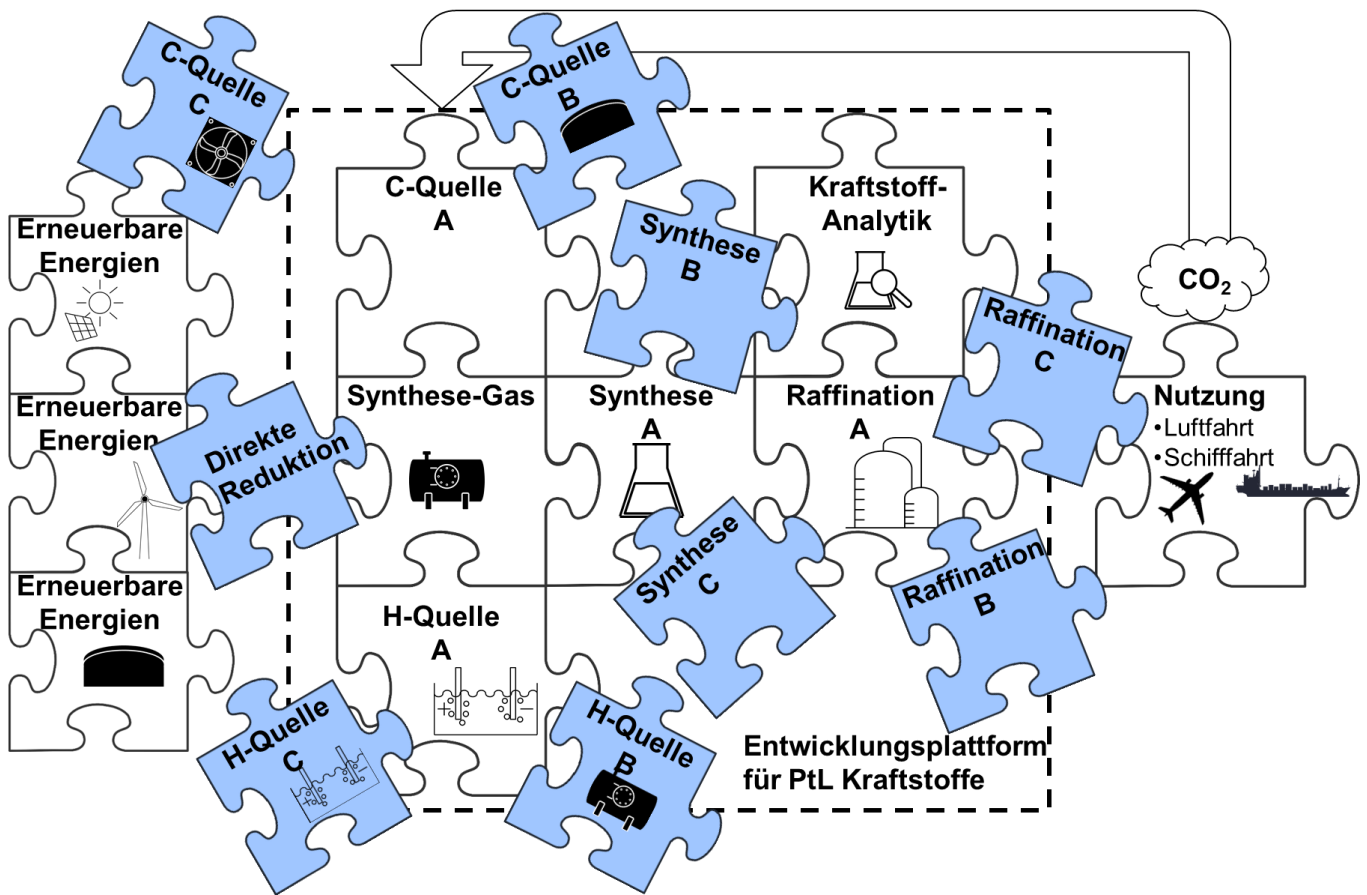 C-Quelle
C
C-Quelle
B
C-Quelle
A
Kraftstoff-
Analytik
Erneuerbare
Energien
Synthese
B
CO₂
Raffination
C
Erneuerbare
Energien
Direkte
Reduktion
Synthese-Gas
Synthese
A
Raffination
A
Nutzung
•Luftfahrt
•Schifffahrt
Erneuerbare
Energien
H-Quelle
A
Synthese
C
Raffination
B
H-Quelle
C
H-Quelle
B
Entwicklungsplattform
für PtL Kraftstoffe